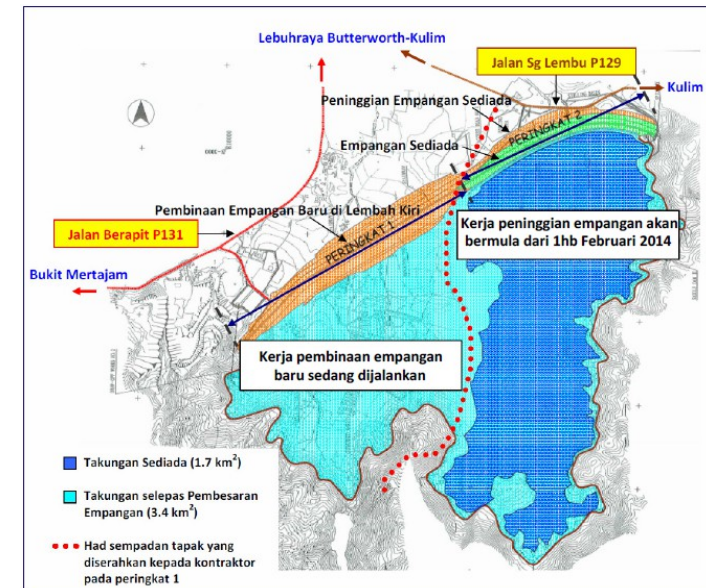 Lebuhraya Butterworth-Kulim
Jalan Sg Lembu P129
Kulim
Peninggian Empangan Sediada
PERINGKAT 2
Empangan Sediada
Pembinaan Empangan Baru di Lembah Kiri
PERINGKAT 1
Jalan Berapit P131
Kerja peninggian empangan akan
bermula dari 1hb Februari 2014
Bukit Mertajam
Kerja pembinaan empangan
baru sedang dijalankan
Takungan Sediada (1.7 km²)
Takungan selepas Pembesaran
Empangan (3.4 km²)
Had sempadan tapak yang
diserahkan kepada kontraktor
pada peringkat 1